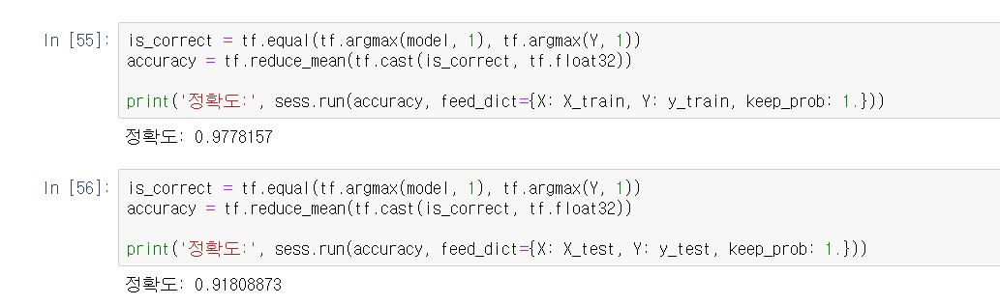 In [55]: is_correct = tf.equal(tf.argmax(model, 1), tf.argmax(Y, 1))
accuracy = tf.reduce_mean(tf.cast(is_correct, tf.float32))
print('정확도:', sess.run(accuracy, feed_dict={X: X_train, Y: y_train, keep_prob: 1.}))
정확도: 0.9778157
In [56]: is_correct = tf.equal(tf.argmax(model, 1), tf.argmax(Y, 1))
accuracy = tf.reduce_mean(tf.cast(is_correct, tf.float32))
print('정확도:', sess.run(accuracy, feed_dict={X: X_test, Y: y_test, keep_prob: 1.}))
정확도: 0.91808873